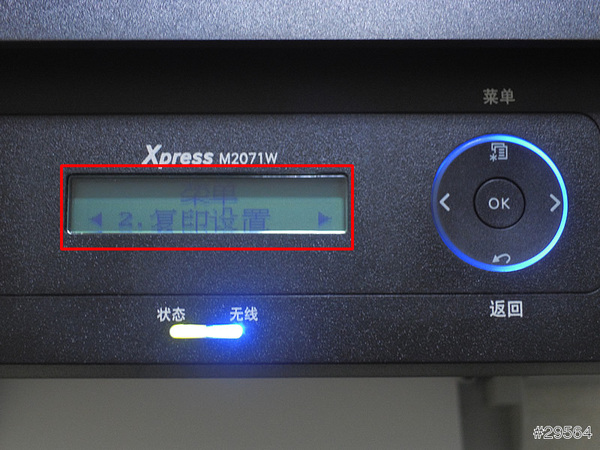 菜单
Xpress M2071W
菜单
2.复印设置
OK
状态 无线
返回
#29564